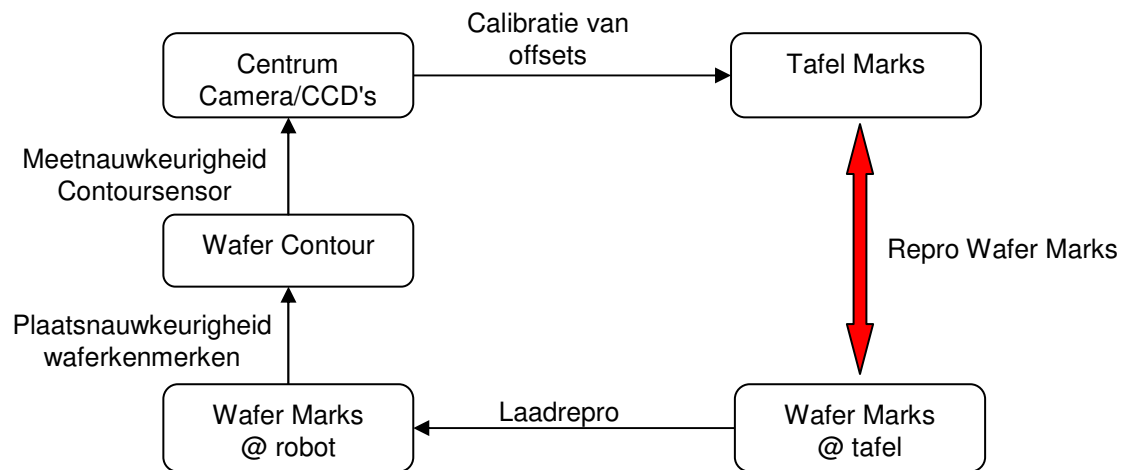 Calibratie van
offsets
Centrum
Camera/CCD's
Tafel Marks
Meetnauwkeurigheid
Contoursensor
Wafer Contour
Repro Wafer Marks
Plaatsnauwkeurigheid
waferkenmerken
Wafer Marks
@ robot
Laadrepro
Wafer Marks
@ tafel